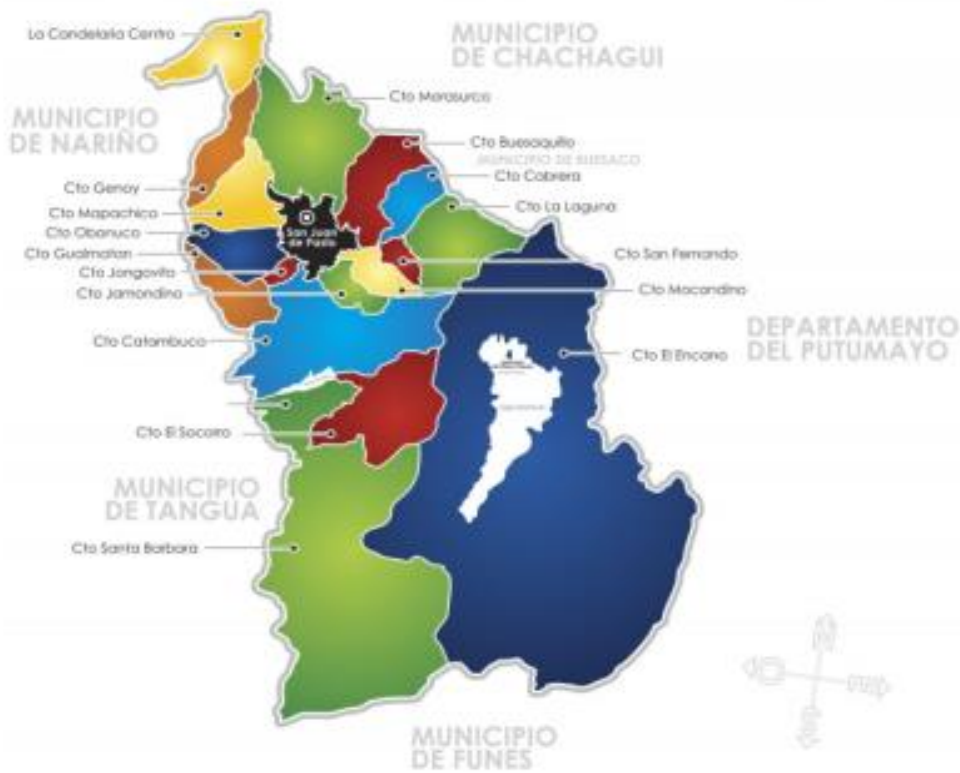 La Candelaria Centro
MUNICIPIO
DE CHACHAGUI
Cto Morasurco
MUNICIPIO
DE NARIÑO
Cto Buesaquillo
MUNICIPIO DE BUESACO
Cto Cabrera
Cto Genoy
Cto La Laguna
Cto Mapachico
San Juan
de Pasto
Cto Obonuco
Cto Gualmatan
Cto San Fernando
Cto Jongovito
Cto Jamondino
Cto Mocondino
DEPARTAMENTO
DEL PUTUMAYO
Cto Catambuco
Cto El Encano
Cto El Socorro
MUNICIPIO
DE TANGUA
Cto Santa Barbara
N
O
E
S
MUNICIPIO
DE FUNES